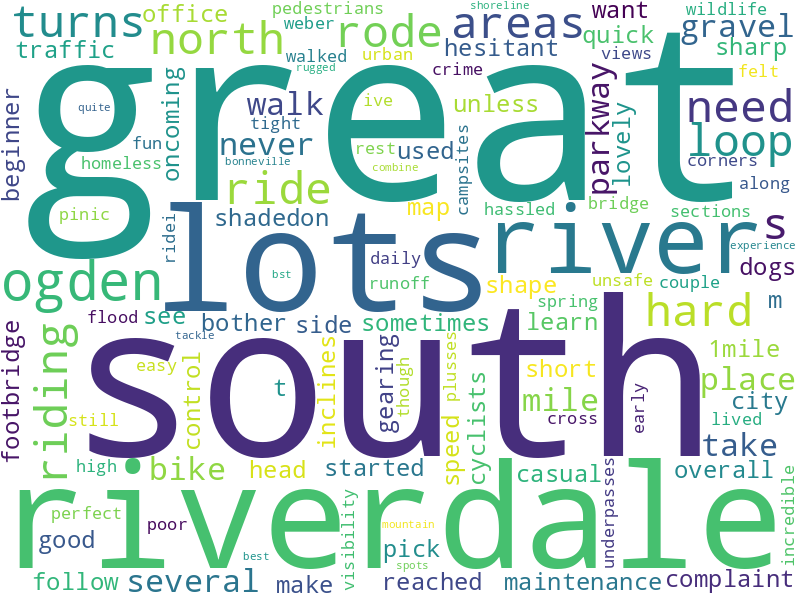 turns
office
pedestrians
shoreline
want
wildlife
weber
north
rode
areas
quick
gravel
traffic
walked
urban
hesitant
views
sharp
rugged
crime
felt
great
quite
oncoming
walk
ive
unless
parkway
lovely
need
beginner
tight
fun
never
rest
used
campsites
loop
homeless
bonneville
combine
corners
along
ride
map
hassled
bridge
sections
pinic
shadedon
river
s
ridei
lots
experience
ogden
bst
daily
runoff
shape
unsafe
couple
dogs
spring
m
riding
flood
see
bother
side
sometimes
learn
hard
footbridge
tackle
south
control
inclines
gearing
though
plusses
1mile
easy
short
place
t
mile
early
city
still
speed
cyclists
cross
lived
take
high
bike
head
started
casual
underpasses
overall
incredible
riverdale
perfect
poor
visibility
mountain
good
best
pick
spots
follow
several
make
reached
maintenance
complaint